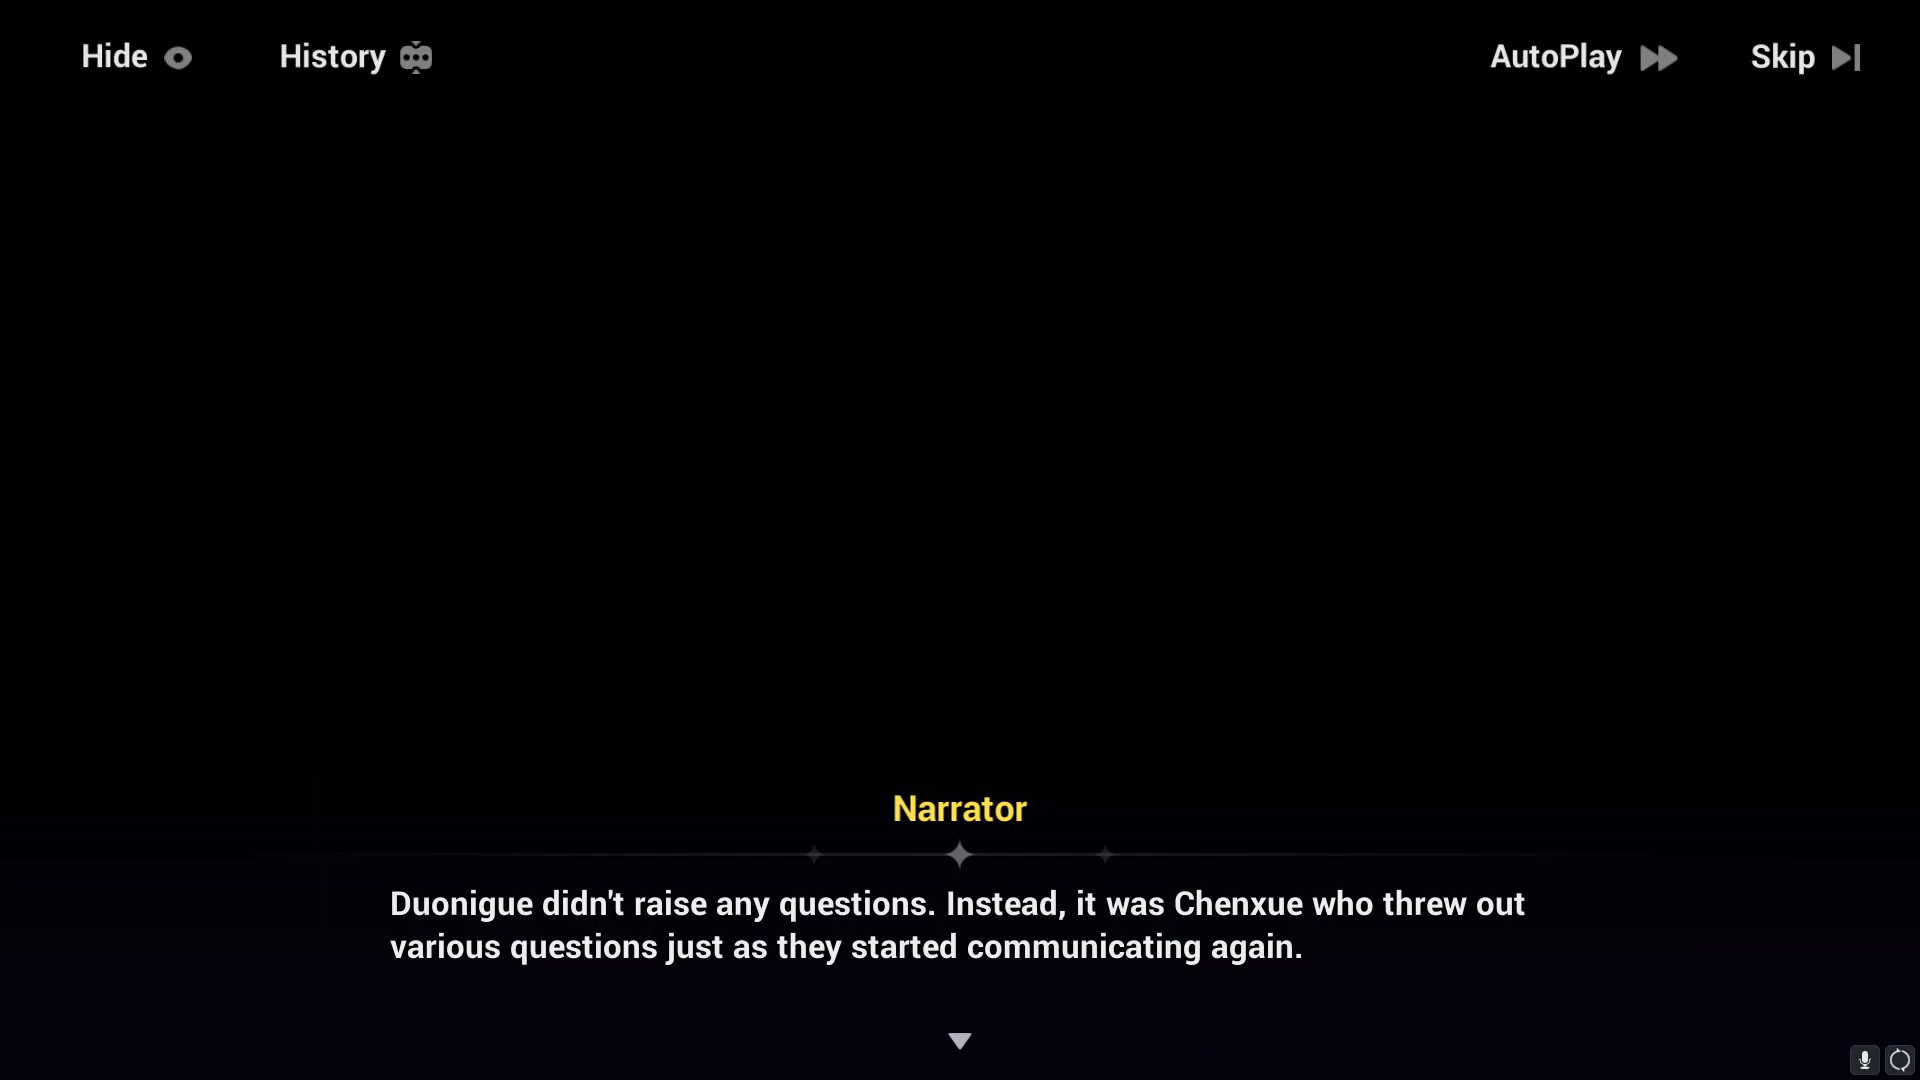 Hide
History
AutoPlay
Skip
Narrator
Duonigue didn't raise any questions. Instead, it was Chenxue who threw out
various questions just as they started communicating again.